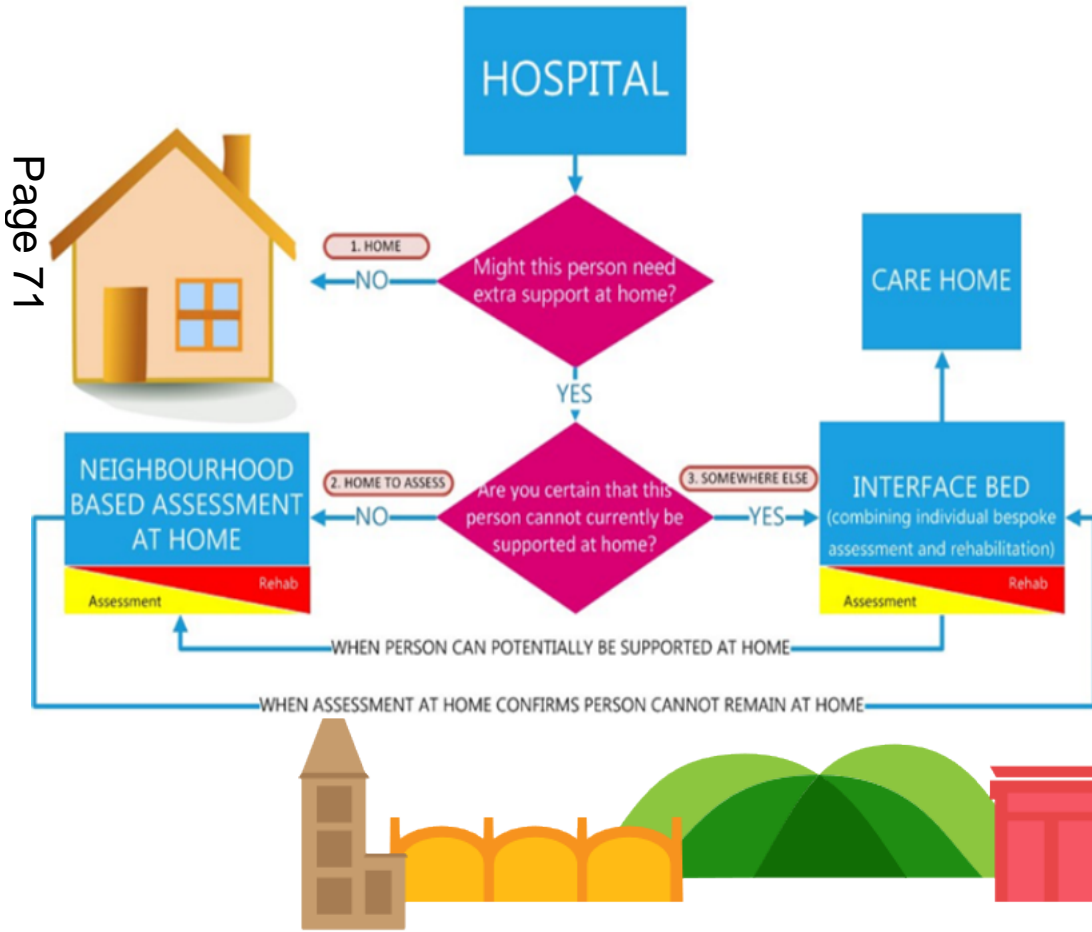 Page 71
HOSPITAL
Might this person need
extra support at home?
1. HOME
NO
YES
CARE HOME
Are you certain that this
person cannot currently be
supported at home?
2. HOME TO ASSESS
NO
3. SOMEWHERE ELSE
YES
NEIGHBOURHOOD
BASED ASSESSMENT
AT HOME
Rehab
Assessment
INTERFACE BED
(combining individual bespoke
assessment and rehabilitation)
Rehab
Assessment
WHEN PERSON CAN POTENTIALLY BE SUPPORTED AT HOME
WHEN ASSESSMENT AT HOME CONFIRMS PERSON CANNOT REMAIN AT HOME